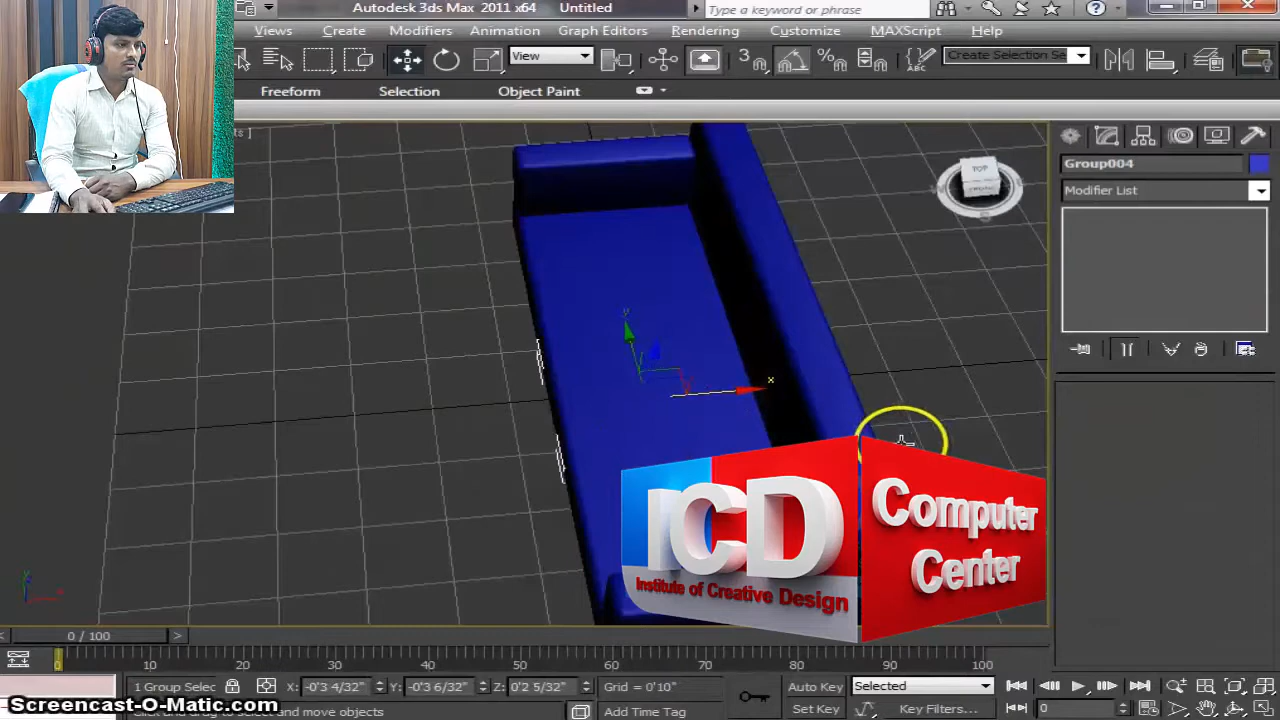 Autodesk 3ds Max 2011 x64 Untitled
Type a keyword or phrase
Views Create Modifiers Animation Graph Editors Rendering Customize MAXScript Help
View
3
%
ABC
Create Selection Se
Freeform Selection Object Paint
Group004
Modifier List
TOP
y
x
ICD
Institute of Creative Design
Computer
Center
0 / 100
0 10 20 30 40 50 60 70 80 90 100
1 Group Selec X: -0'3 4/32" Y: -0'3 6/32" Z: 0'2 5/32" Grid = 0'10" Auto Key Selected
Click and drag to select and move objects Add Time Tag Set Key Key Filters... 0
Screencast-O-Matic.com